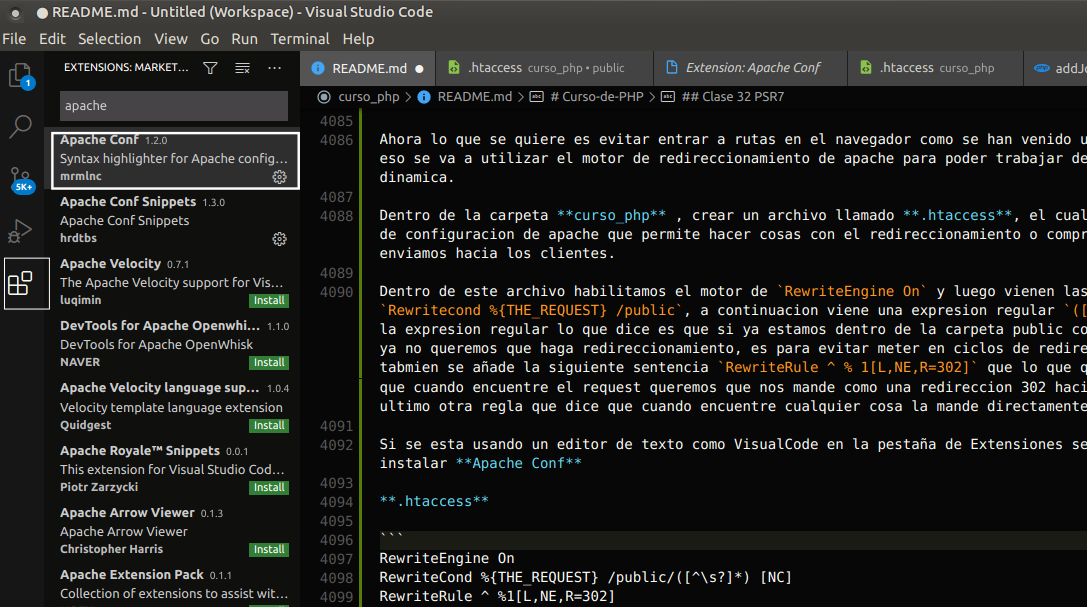 README.md - Untitled (Workspace) - Visual Studio Code
File Edit Selection View Go Run Terminal Help
EXTENSIONS: MARKET...
README.md
.htaccess curso_php • public
Extension: Apache Conf
.htaccess curso_php
php
1
apache
curso_php > README.md > # Curso-de-PHP > ## Clase 32 PSR7
5K+
Apache Conf 1.2.0
Syntax highlighter for Apache config...
mrmlnc
Apache Conf Snippets 1.3.0
Apache Conf Snippets
hrdtbs
Apache Velocity 0.7.1
The Apache Velocity support for Vis...
luqimin Install
DevTools for Apache Openwhi... 1.1.0
DevTools for Apache OpenWhisk
NAVER Install
Apache Velocity language sup... 1.0.4
Velocity template language extension
Quidgest Install
Apache Royale™ Snippets 0.0.1
This extension for Visual Studio Cod...
Piotr Zarzycki Install
Apache Arrow Viewer 0.1.3
Apache Arrow Viewer
Christopher Harris Install
Apache Extension Pack 0.1.1
Collection of extensions to assist wit...
4085
4086 Ahora lo que se quiere es evitar entrar a rutas en el navegador como se han venido
eso se va a utilizar el motor de redireccionamiento de apache para poder trabajar de
dinamica.
4087
4088 Dentro de la carpeta **curso_php** , crear un archivo llamado **.htaccess**, el cual
de configuracion de apache que permite hacer cosas con el redireccionamiento o
enviamos hacia los clientes.
4089
4090 Dentro de este archivo habilitamos el motor de `RewriteEngine On` y luego vienen las
`Rewritecond %{THE_REQUEST} /public`, a continuacion viene una expresion regular `([
la expresion regular lo que dice es que si ya estamos dentro de la carpeta public
ya no queremos que haga redireccionamiento, es para evitar meter en ciclos de
tabmien se añade la siguiente sentencia `RewriteRule ^ % 1[L,NE,R=302]` que lo que
que cuando encuentre el request queremos que nos mande como una redireccion 302
ultimo otra regla que dice que cuando encuentre cualquier cosa la mande directamente
4091
4092 Si se esta usando un editor de texto como VisualCode en la pestaña de Extensiones se
instalar **Apache Conf**
4093
4094 **.htaccess**
4095
4096 ```
4097 RewriteEngine On
4098 RewriteCond %{THE_REQUEST} /public/([^\s?]*) [NC]
4099 RewriteRule ^ %1[L,NE,R=302]